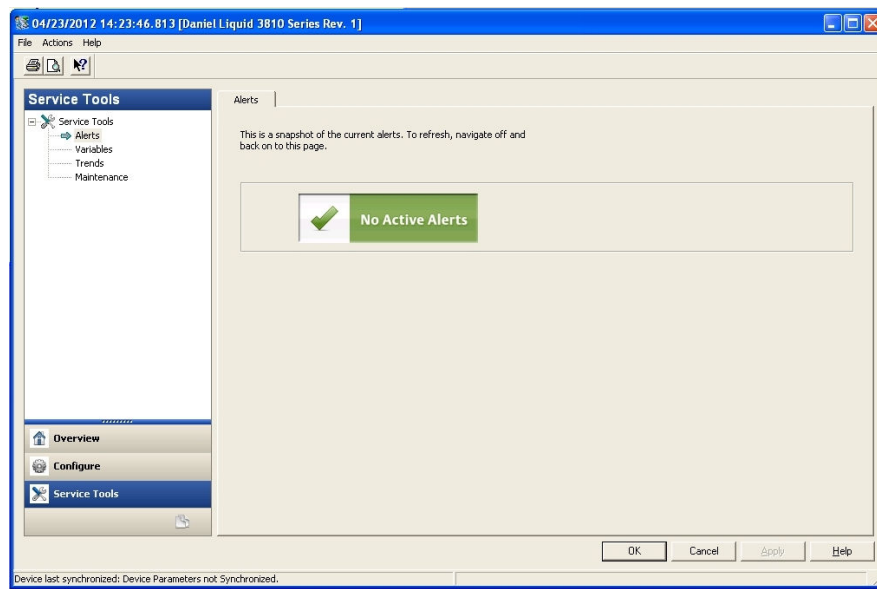 04/23/2012 14:23:46.813 [Daniel Liquid 3810 Series Rev. 1]
File Actions Help
Service Tools
Service Tools
Alerts
Variables
Trends
Maintenance
Overview
Configure
Service Tools
Alerts
This is a snapshot of the current alerts. To refresh, navigate off and
back on to this page.
No Active Alerts
OK Cancel Apply Help
Device last synchronized: Device Parameters not Synchronized.